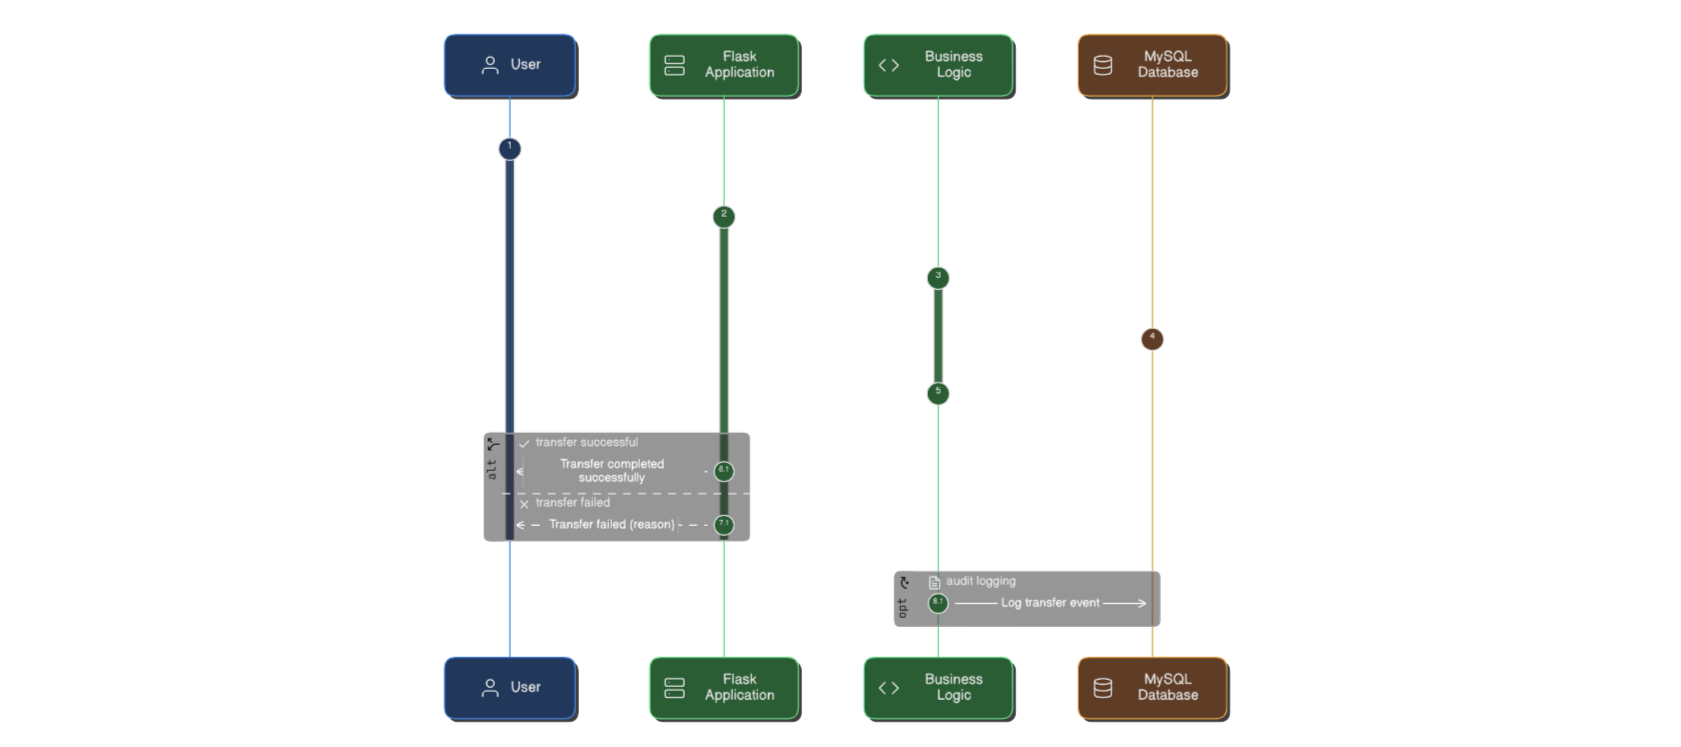 User
Flask
Application
Business
Logic
MySQL
Database
1
2
3
4
5
alt
transfer successful
Transfer completed
successfully
6.1
transfer failed
Transfer failed (reason)
7.1
opt
audit logging
8.1
Log transfer event
User
Flask
Application
Business
Logic
MySQL
Database